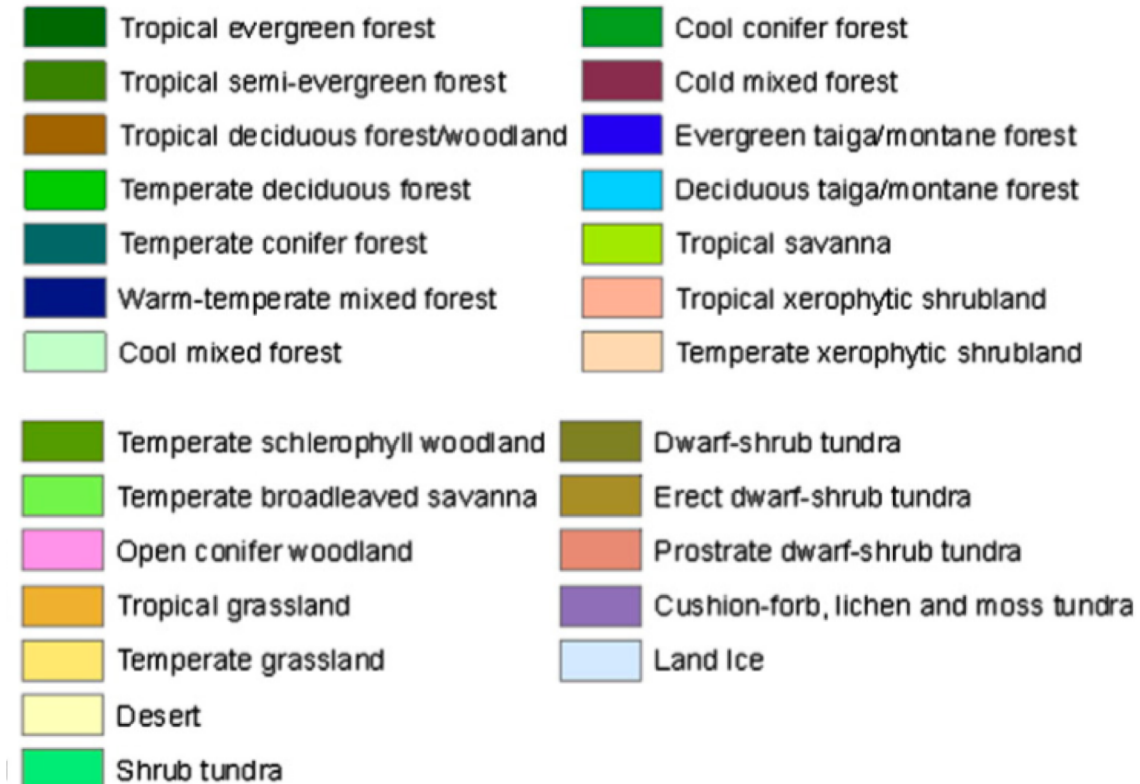 Tropical evergreen forest
Tropical semi-evergreen forest
Tropical deciduous forest/woodland
Temperate deciduous forest
Temperate conifer forest
Warm-temperate mixed forest
Cool mixed forest
Cool conifer forest
Cold mixed forest
Evergreen taiga/montane forest
Deciduous taiga/montane forest
Tropical savanna
Tropical xerophytic shrubland
Temperate xerophytic shrubland
Temperate schlerophyll woodland
Temperate broadleaved savanna
Open conifer woodland
Tropical grassland
Temperate grassland
Desert
Shrub tundra
Dwarf-shrub tundra
Erect dwarf-shrub tundra
Prostrate dwarf-shrub tundra
Cushion-forb, lichen and moss tundra
Land Ice